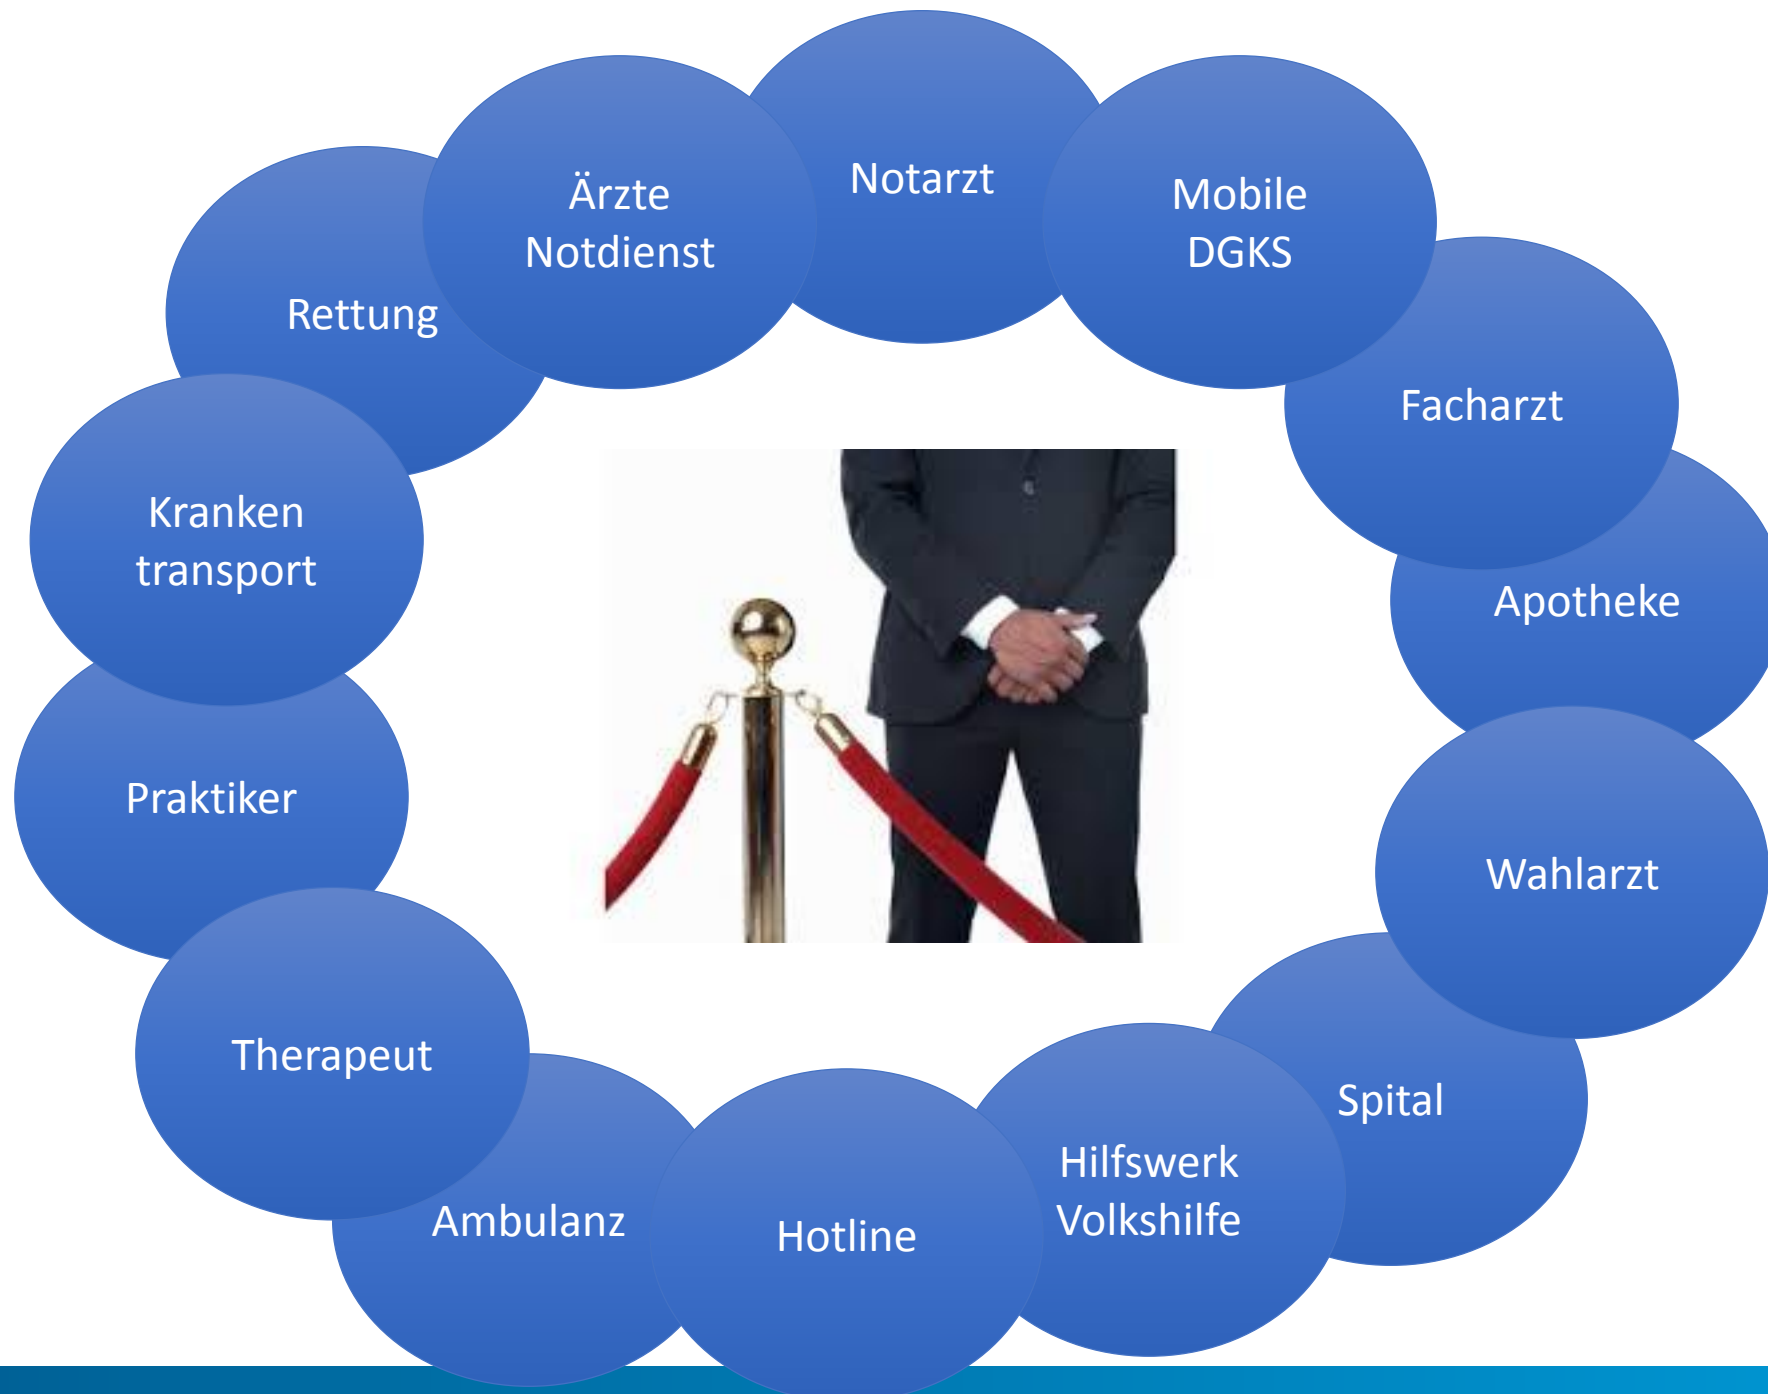 Notarzt
Ärzte
Notdienst
Mobile
DGKS
Rettung
Facharzt
Kranken
transport
Apotheke
Praktiker
Wahlarzt
Therapeut
Spital
Hilfswerk
Volkshilfe
Ambulanz
Hotline